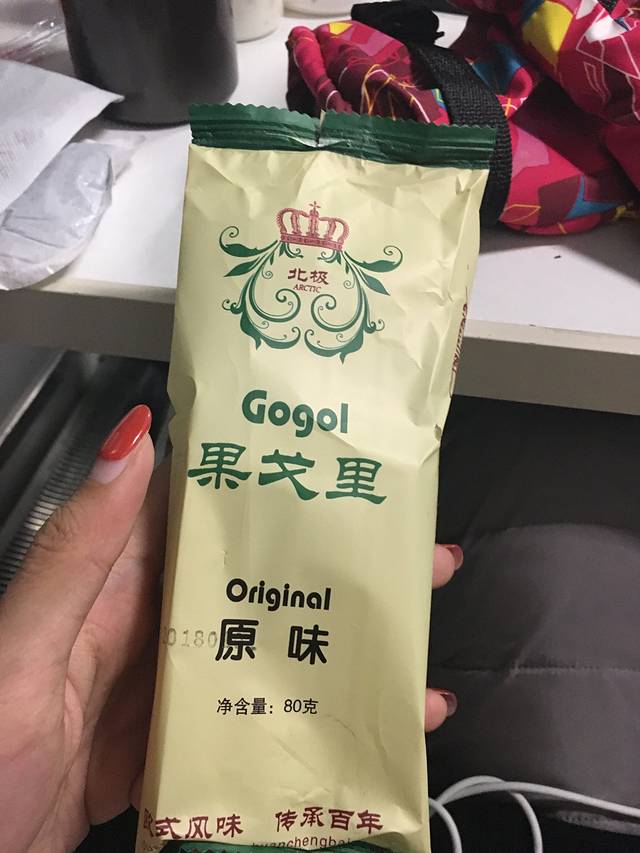 北极
ARCTIC
Gogol
果戈里
Original
原味
净含量：80克
欧式风味 传承百年